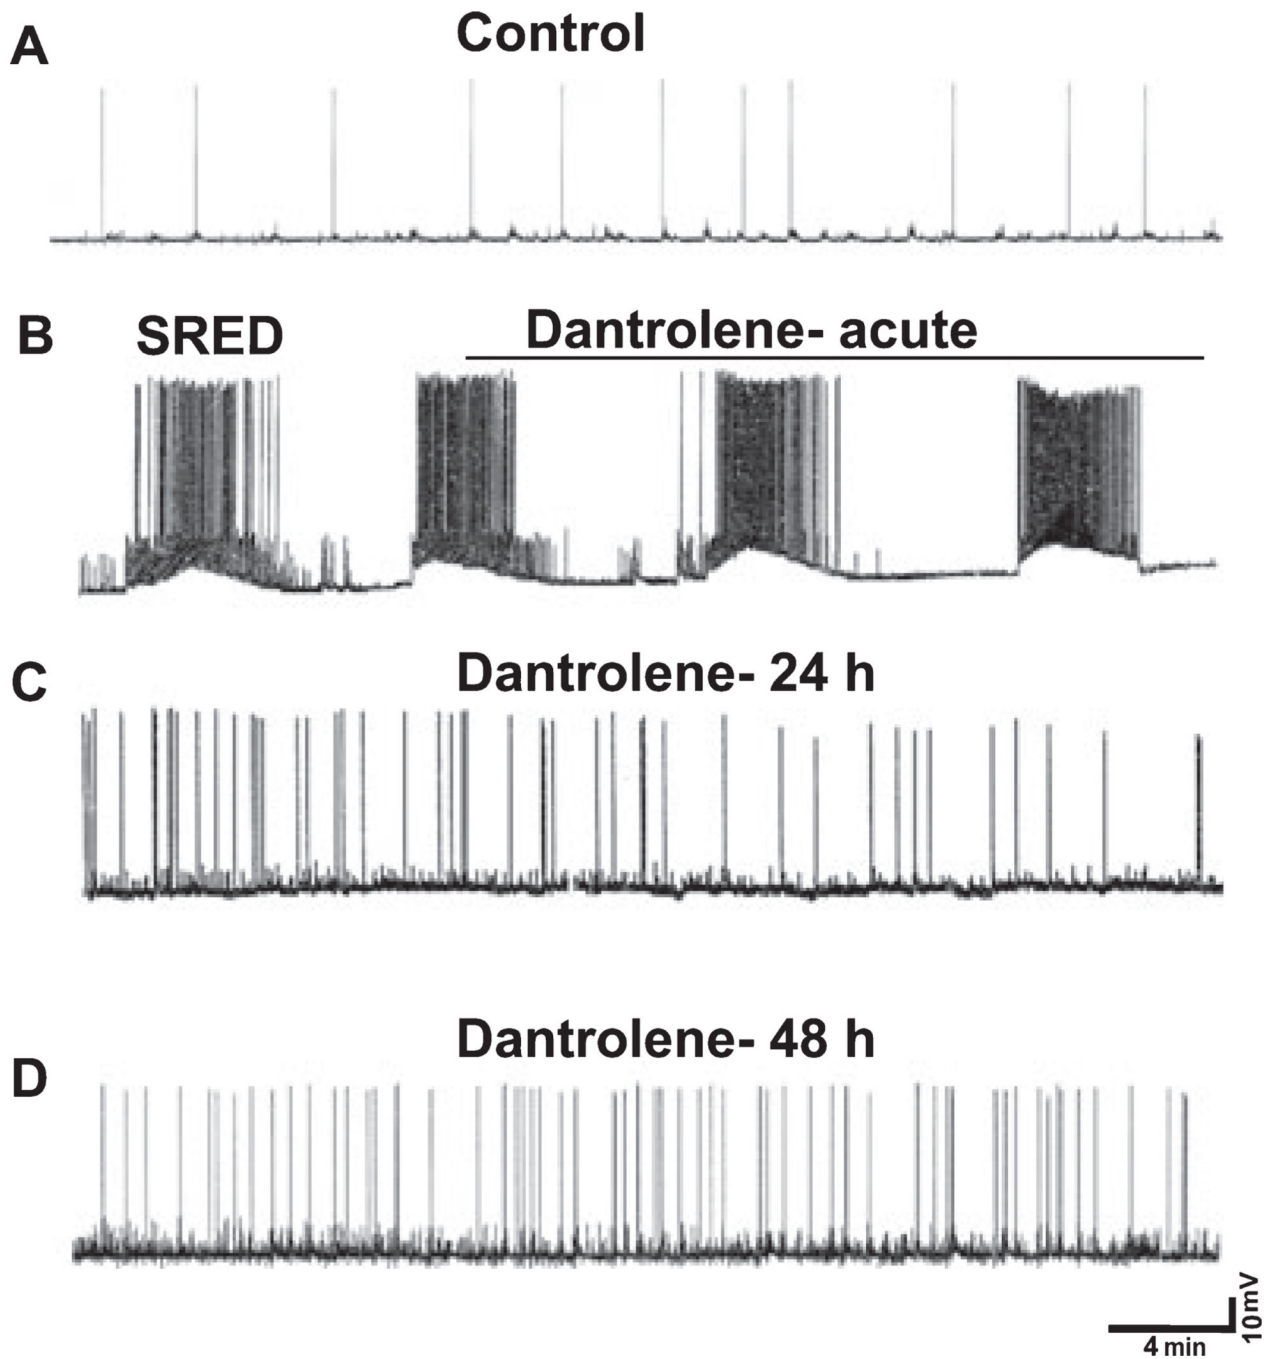 A
Control
B
SRED
Dantrolene- acute
C
Dantrolene- 24 h
D
Dantrolene- 48 h
10mV
4 min